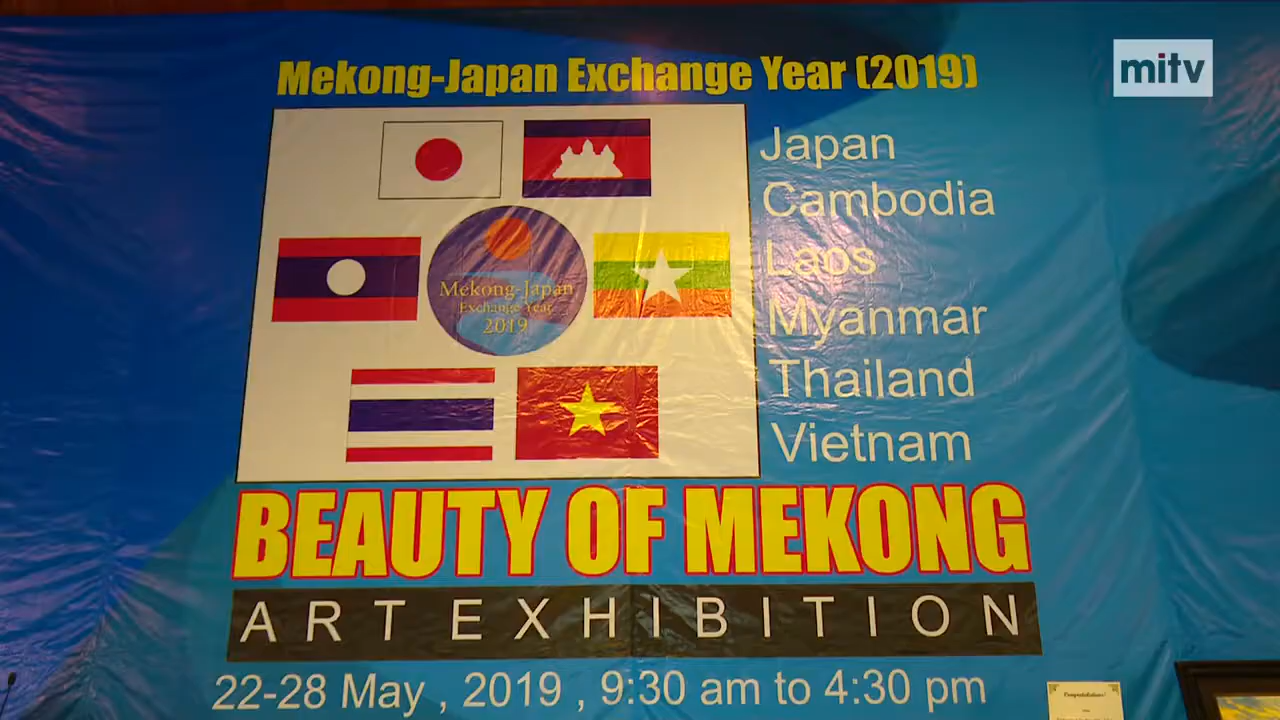 Mekong-Japan Exchange Year (2019)
mitv
Japan
Cambodia
Laos
Myanmar
Thailand
Vietnam
Mekong-Japan
Exchange Year
2019
BEAUTY OF MEKONG
ART EXHIBITION
22-28 May , 2019 , 9:30 am to 4:30 pm
Congratulations!